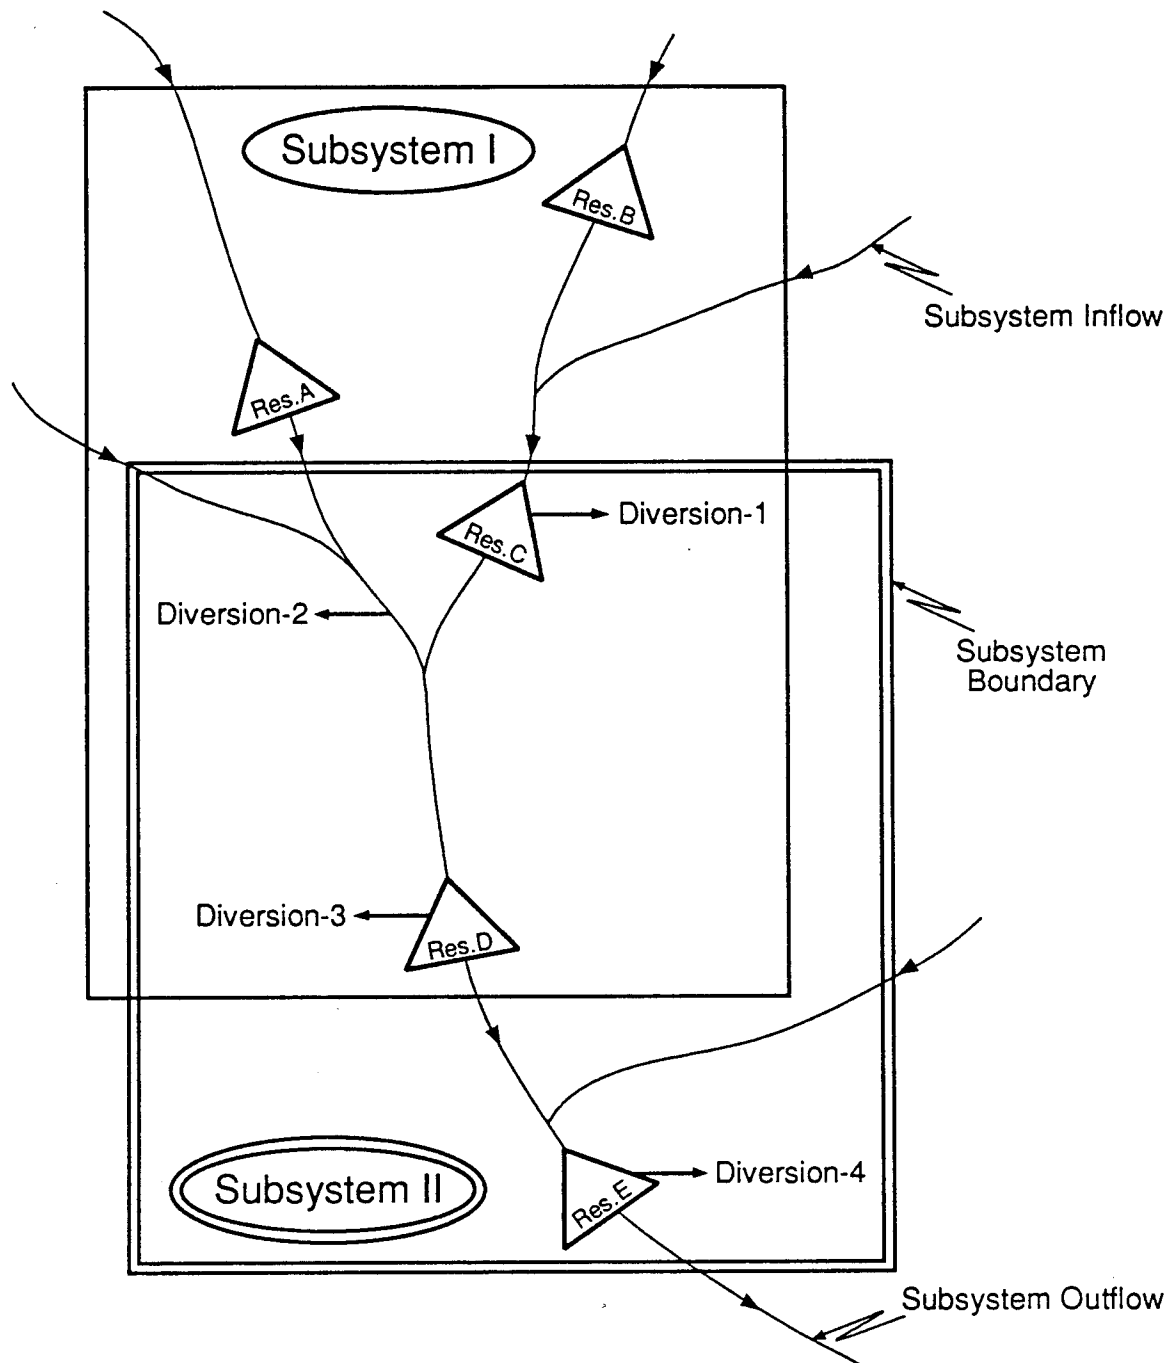 Subsystem I
Res.B
Subsystem Inflow
Res.A
Res.C
Diversion-1
Diversion-2
Subsystem
Boundary
Diversion-3
Res.D
Diversion-4
Subsystem II
Res.E
Subsystem Outflow